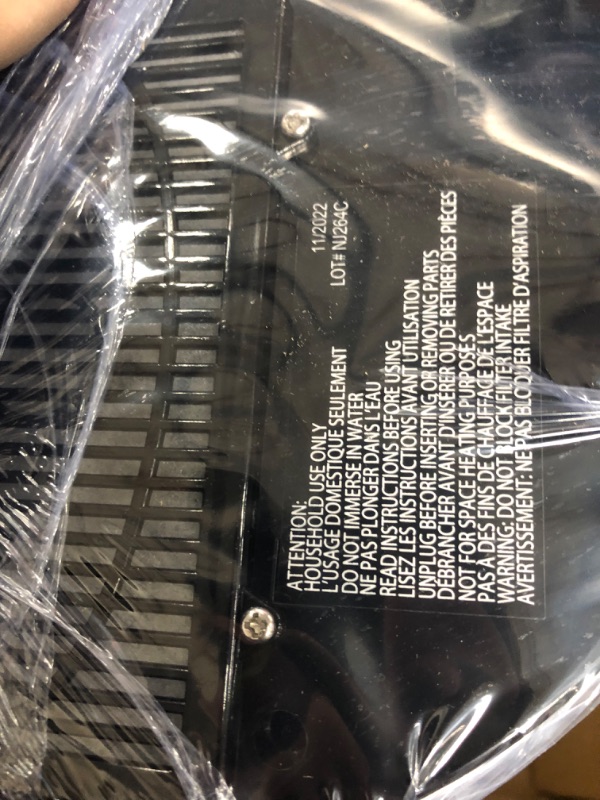 11/2022
LOT# NJ264C
ATTENTION:
HOUSEHOLD USE ONLY
L'USAGE DOMESTIQUE SEULEMENT
DO NOT IMMERSE IN WATER
NE PAS PLONGER DANS L'EAU
READ INSTRUCTIONS BEFORE USING
LISEZ LES INSTRUCTIONS AVANT UTILISATION
UNPLUG BEFORE INSERTING OR REMOVING PARTS
DÉBRANCHER AVANT D'INSÉRER OU DE RETIRER DES PIÈCES
NOT FOR SPACE HEATING PURPOSES
PAS À DES FINS DE CHAUFFAGE DE L'ESPACE
WARNING: DO NOT BLOCK FILTER INTAKE
AVERTISSEMENT: NE PAS BLOQUER FILTRE D'ASPIRATION